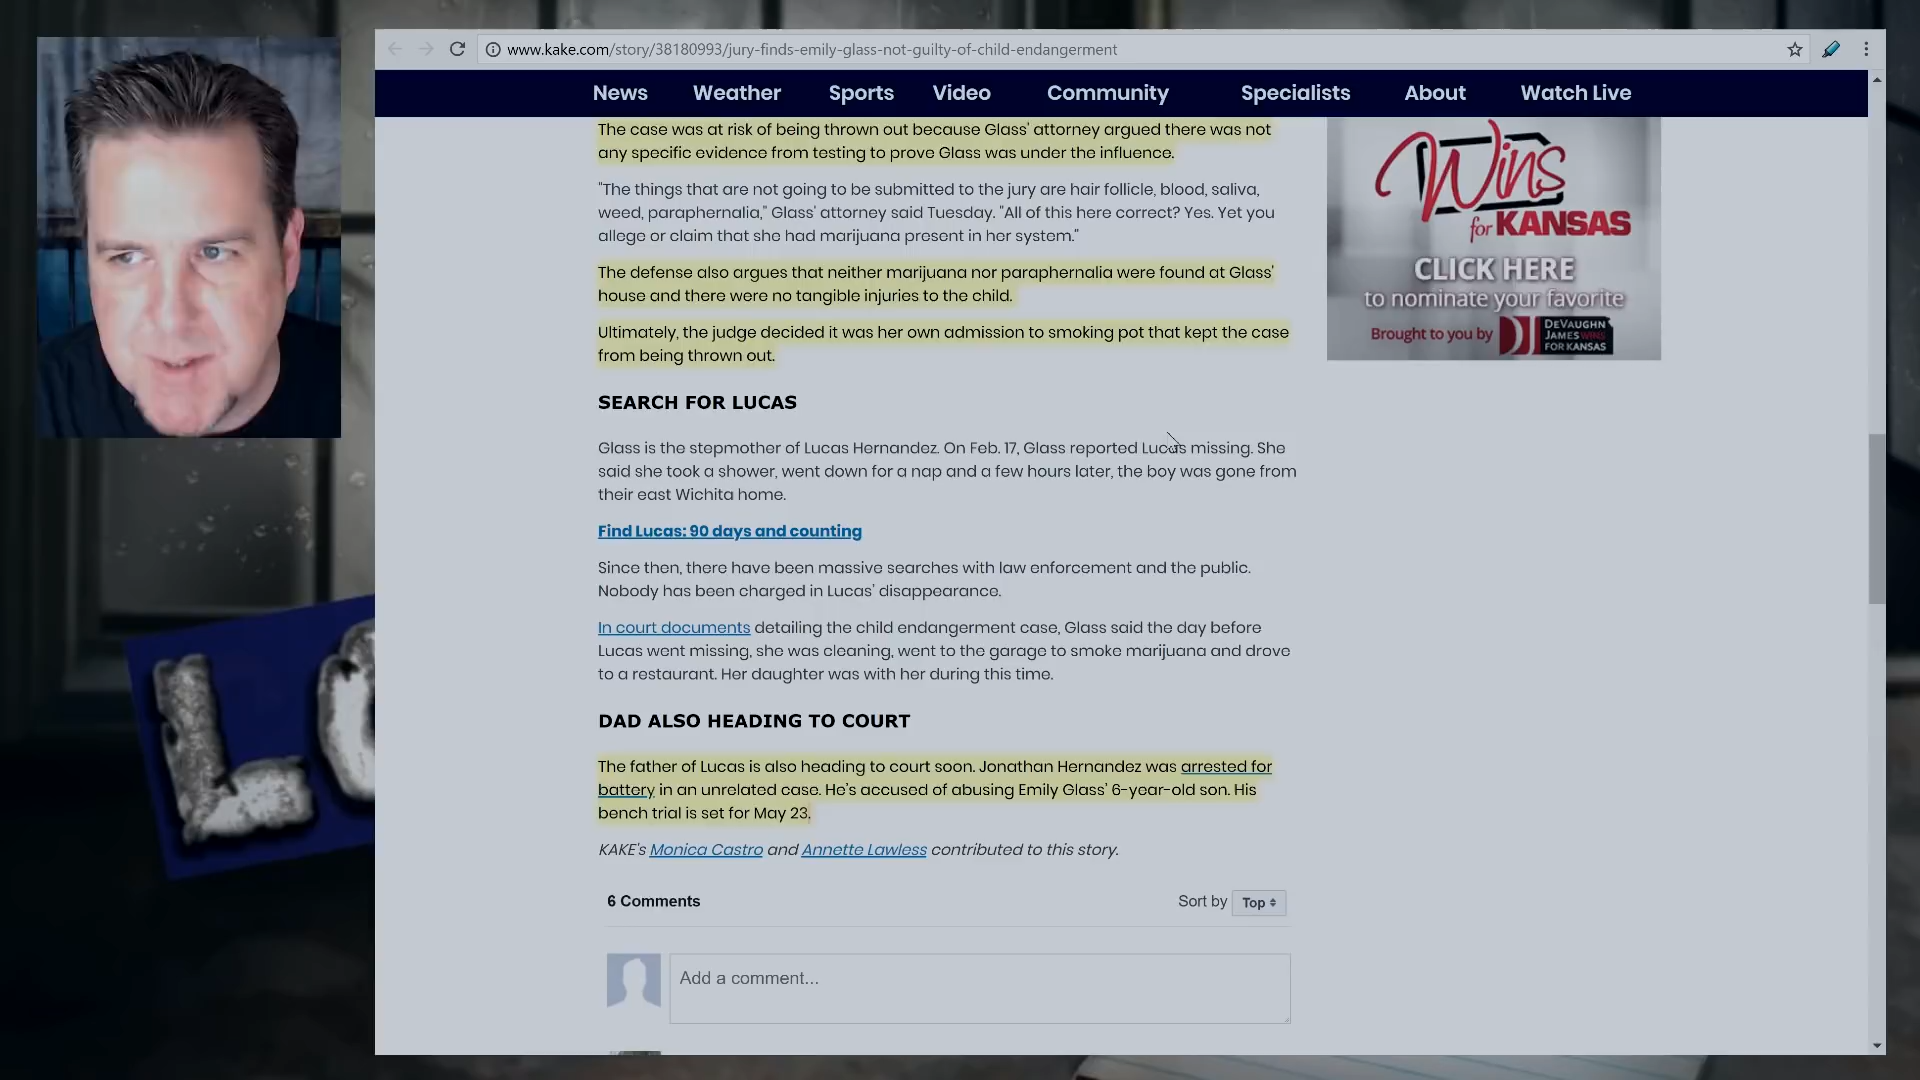 www.kake.com/story/38180993/jury-finds-emily-glass-not-guilty-of-child-endangerment
News Weather Sports Video Community Specialists About Watch Live
The case was at risk of being thrown out because Glass' attorney argued there was not
any specific evidence from testing to prove Glass was under the influence.
"The things that are not going to be submitted to the jury are hair follicle, blood, saliva,
weed, paraphernalia," Glass' attorney said Tuesday. "All of this here correct? Yes. Yet you
allege or claim that she had marijuana present in her system."
The defense also argues that neither marijuana nor paraphernalia were found at Glass'
house and there were no tangible injuries to the child.
Ultimately, the judge decided it was her own admission to smoking pot that kept the case
from being thrown out.
SEARCH FOR LUCAS
Glass is the stepmother of Lucas Hernandez. On Feb. 17, Glass reported Lucas missing. She
said she took a shower, went down for a nap and a few hours later, the boy was gone from
their east Wichita home.
Find Lucas: 90 days and counting
Since then, there have been massive searches with law enforcement and the public.
Nobody has been charged in Lucas' disappearance.
In court documents detailing the child endangerment case, Glass said the day before
Lucas went missing, she was cleaning, went to the garage to smoke marijuana and drove
to a restaurant. Her daughter was with her during this time.
DAD ALSO HEADING TO COURT
The father of Lucas is also heading to court soon. Jonathan Hernandez was arrested for
battery in an unrelated case. He's accused of abusing Emily Glass' 6-year-old son. His
bench trial is set for May 23.
KAKE's Monica Castro and Annette Lawless contributed to this story.
6 Comments
Sort by Top
Add a comment...
Wins
for KANSAS
CLICK HERE
to nominate your favorite
Brought to you by
DEVAUGHN
JAMES WINS
FOR KANSAS
LO